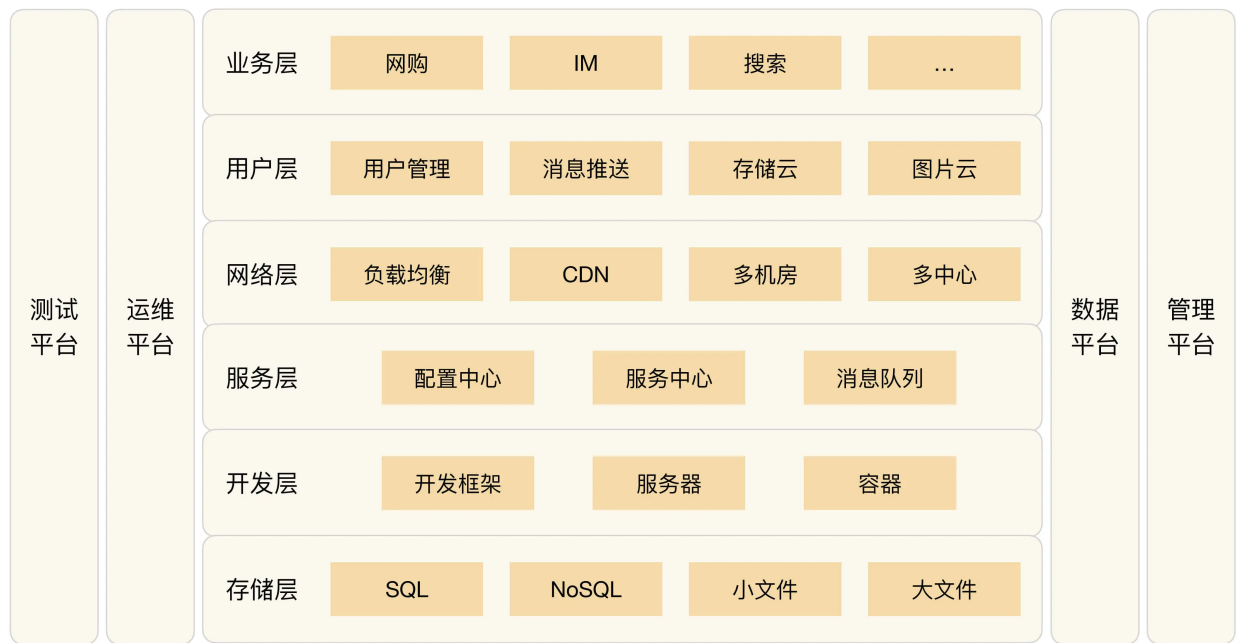 测试
平台
运维
平台
业务层 网购 IM 搜索 …
用户层 用户管理 消息推送 存储云 图片云
网络层 负载均衡 CDN 多机房 多中心
服务层 配置中心 服务中心 消息队列
开发层 开发框架 服务器 容器
存储层 SQL NoSQL 小文件 大文件
数据
平台
管理
平台